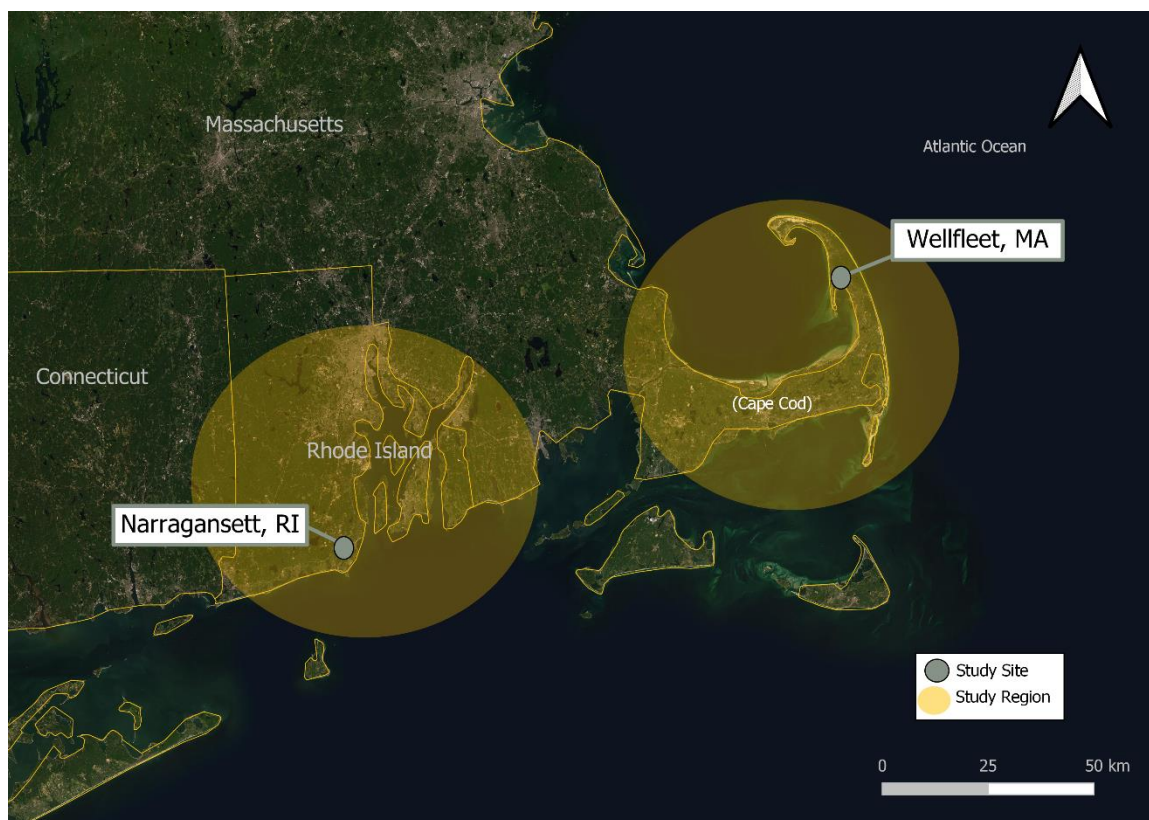 Massachusetts
Atlantic Ocean
Wellfleet, MA
Connecticut
(Cape Cod)
Rhode Island
Narragansett, RI
Study Site
Study Region
0 25 50 km